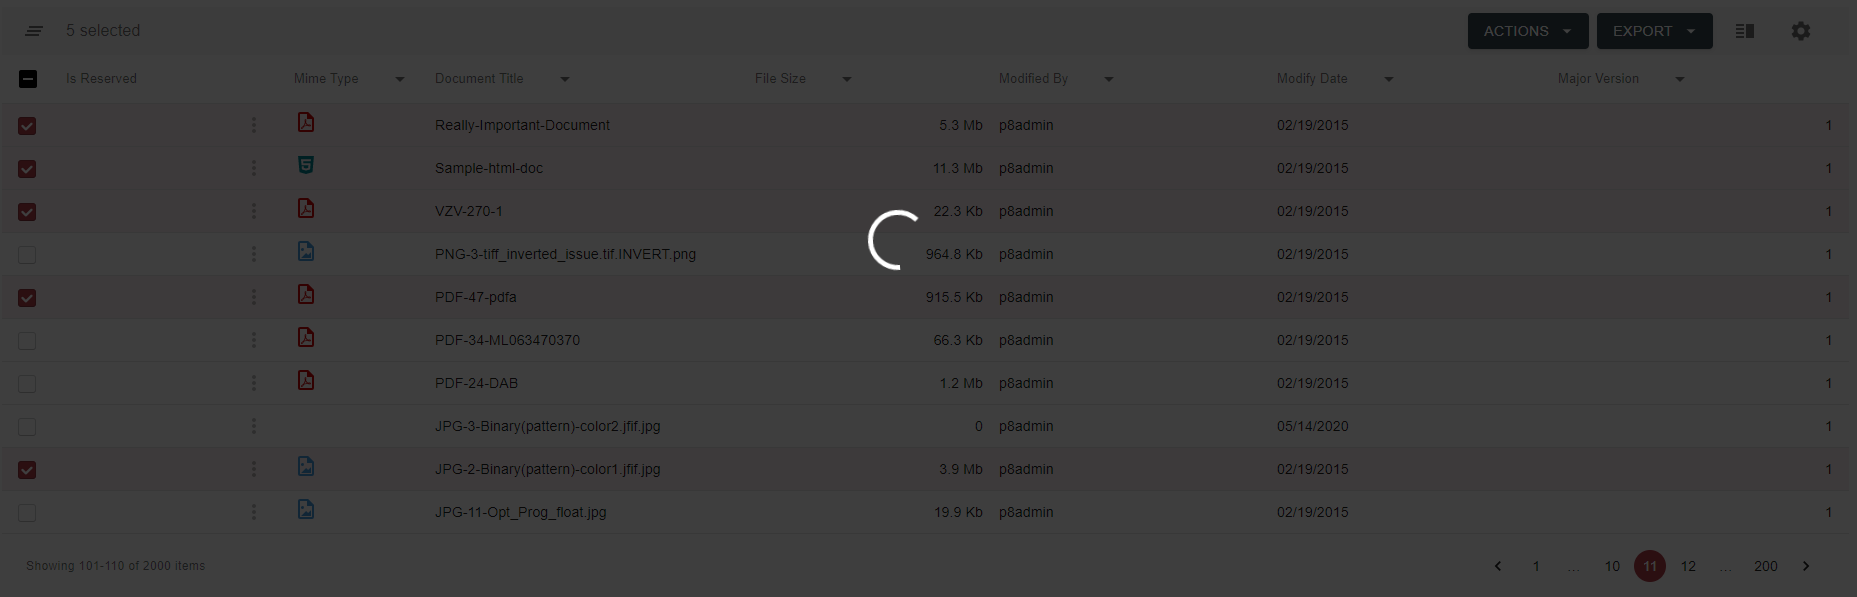 5 selected ACTIONS EXPORT
Is Reserved Mime Type Document Title File Size Modified By Modify Date Major Version
Really-Important-Document 5.3 Mb p8admin 02/19/2015 1
Sample-html-doc 11.3 Mb p8admin 02/19/2015 1
VZV-270-1 22.3 Kb p8admin 02/19/2015 1
PNG-3-tiff_inverted_issue.tif.INVERT.png 964.8 Kb p8admin 02/19/2015 1
PDF-47-pdfa 915.5 Kb p8admin 02/19/2015 1
PDF-34-ML063470370 66.3 Kb p8admin 02/19/2015 1
PDF-24-DAB 1.2 Mb p8admin 02/19/2015 1
JPG-3-Binary(pattern)-color2.jfif.jpg 0 p8admin 05/14/2020 1
JPG-2-Binary(pattern)-color1.jfif.jpg 3.9 Mb p8admin 02/19/2015 1
JPG-11-Opt_Prog_float.jpg 19.9 Kb p8admin 02/19/2015 1
Showing 101-110 of 2000 items 1 ... 10 11 12 ... 200